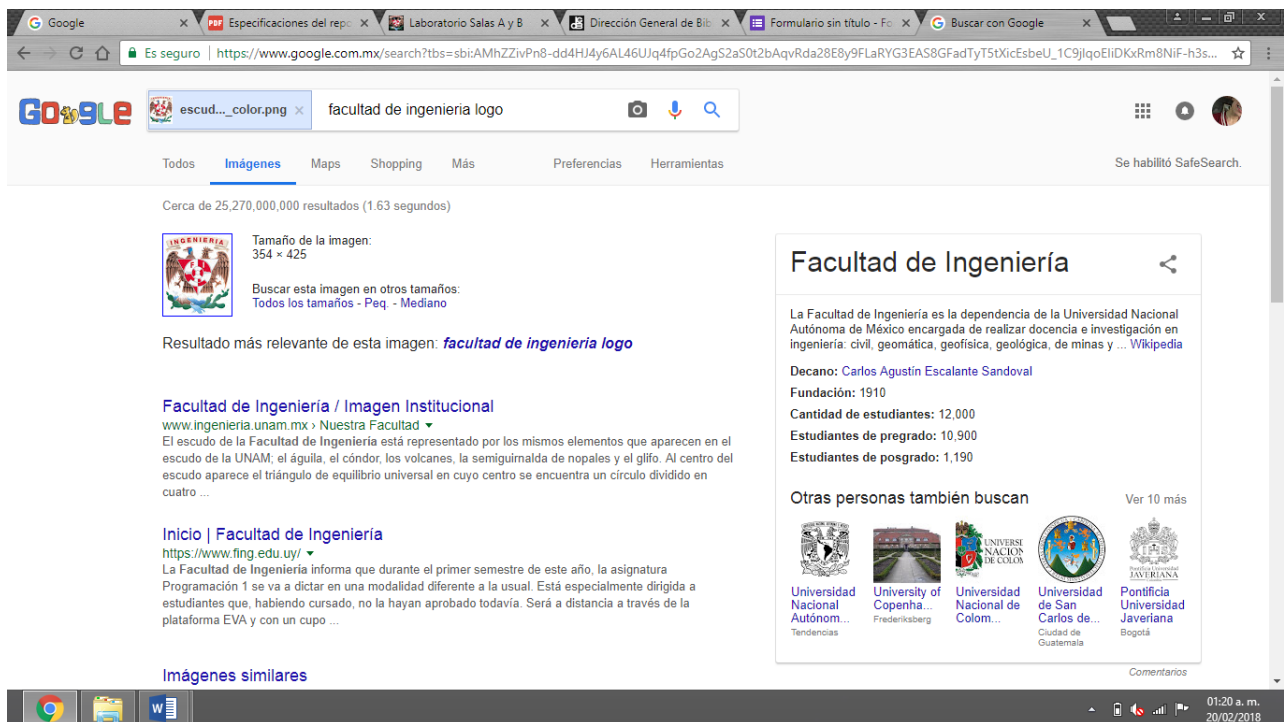 Google
Especificaciones del repo
Laboratorio Salas A y B
Dirección General de Bib
Formulario sin título - Fo
Buscar con Google
Es seguro | https://www.google.com.mx/search?tbs=sbi:
Google
escud..._color.png
facultad de ingenieria logo
Todos Imágenes Maps Shopping Más Preferencias Herramientas
Se habilitó SafeSearch.
Cerca de 25,270,000,000 resultados (1.63 segundos)
INGENIERIA
Tamaño de la imagen:
354 × 425
Buscar esta imagen en otros tamaños:
Todos los tamaños - Peq. - Mediano
Resultado más relevante de esta imagen: facultad de ingenieria logo
Facultad de Ingeniería / Imagen Institucional
www.ingenieria.unam.mx › Nuestra Facultad
El escudo de la Facultad de Ingeniería está representado por los mismos elementos que aparecen en el
escudo de la UNAM; el águila, el cóndor, los volcanes, la semiguirnalda de nopales y el glifo. Al centro del
escudo aparece el triángulo de equilibrio universal en cuyo centro se encuentra un círculo dividido en
cuatro ...
Inicio | Facultad de Ingeniería
https://www.fing.edu.uy/
La Facultad de Ingeniería informa que durante el primer semestre de este año, la asignatura
Programación 1 se va a dictar en una modalidad diferente a la usual. Está especialmente dirigida a
estudiantes que, habiendo cursado, no la hayan aprobado todavía. Será a distancia a través de la
plataforma EVA y con un cupo ...
Imágenes similares
Facultad de Ingeniería
La Facultad de Ingeniería es la dependencia de la Universidad Nacional
Autónoma de México encargada de realizar docencia e investigación en
ingeniería: civil, geomática, geofísica, geológica, de minas y ... Wikipedia
Decano: Carlos Agustín Escalante Sandoval
Fundación: 1910
Cantidad de estudiantes: 12,000
Estudiantes de pregrado: 10,900
Estudiantes de posgrado: 1,190
Otras personas también buscan
Ver 10 más
Universidad
Nacional
Autónom...
Tendencias
University of
Copenha...
Frederiksberg
UNIVERSI
NACION
DE COLOM
Universidad
Nacional de
Colom...
Universidad
de San
Carlos de...
Ciudad de
Guatemala
Pontificia Universidad
JAVERIANA
Pontificia
Universidad
Javeriana
Bogotá
Comentarios
01:20 a. m.
20/02/2018